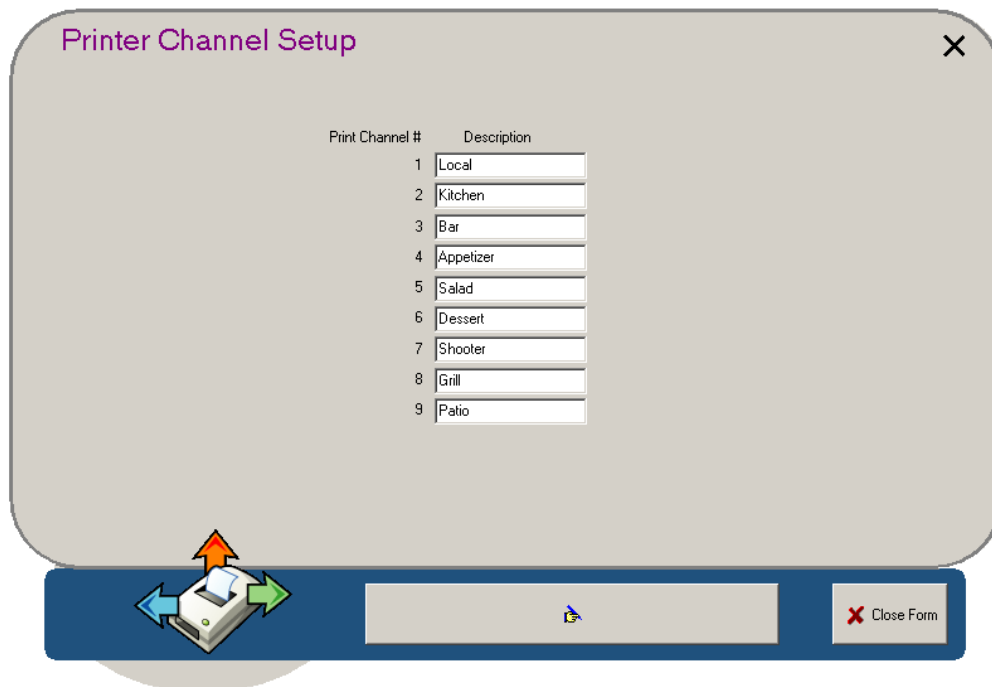 Printer Channel Setup
Print Channel # Description
1 Local
2 Kitchen
3 Bar
4 Appetizer
5 Salad
6 Dessert
7 Shooter
8 Grill
9 Patio
Close Form